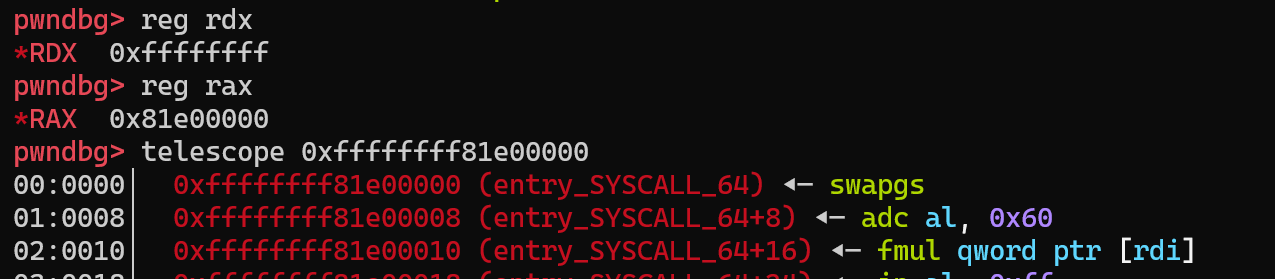 pwndbg> reg rdx
*RDX  0xffffffff
pwndbg> reg rax
*RAX  0x81e00000
pwndbg> telescope 0xffffffff81e00000
00:0000│  0xffffffff81e00000 (entry_SYSCALL_64) ◂— swapgs
01:0008│  0xffffffff81e00008 (entry_SYSCALL_64+8) ◂— adc al, 0x60
02:0010│  0xffffffff81e00010 (entry_SYSCALL_64+16) ◂— fmul qword ptr [rdi]